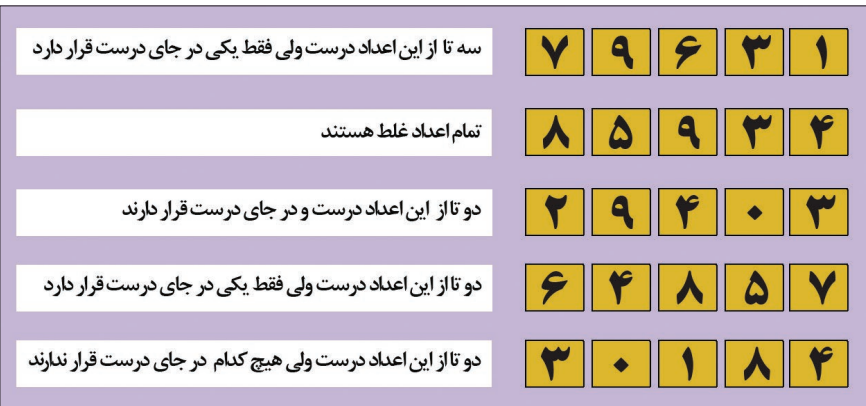 سه تا از این اعداد درست ولی فقط یکی در جای درست قرار دارد
۷ ۹ ۶ ۳ ۱
تمام اعداد غلط هستند
۸ ۵ ۹ ۳ ۴
دو تا از این اعداد درست و در جای درست قرار دارند
۲ ۹ ۴ ۰ ۳
دو تا از این اعداد درست ولی فقط یکی در جای درست قرار دارد
۶ ۴ ۸ ۵ ۷
دو تا از این اعداد درست ولی هیچ کدام در جای درست قرار ندارند
۳ ۰ ۱ ۸ ۴